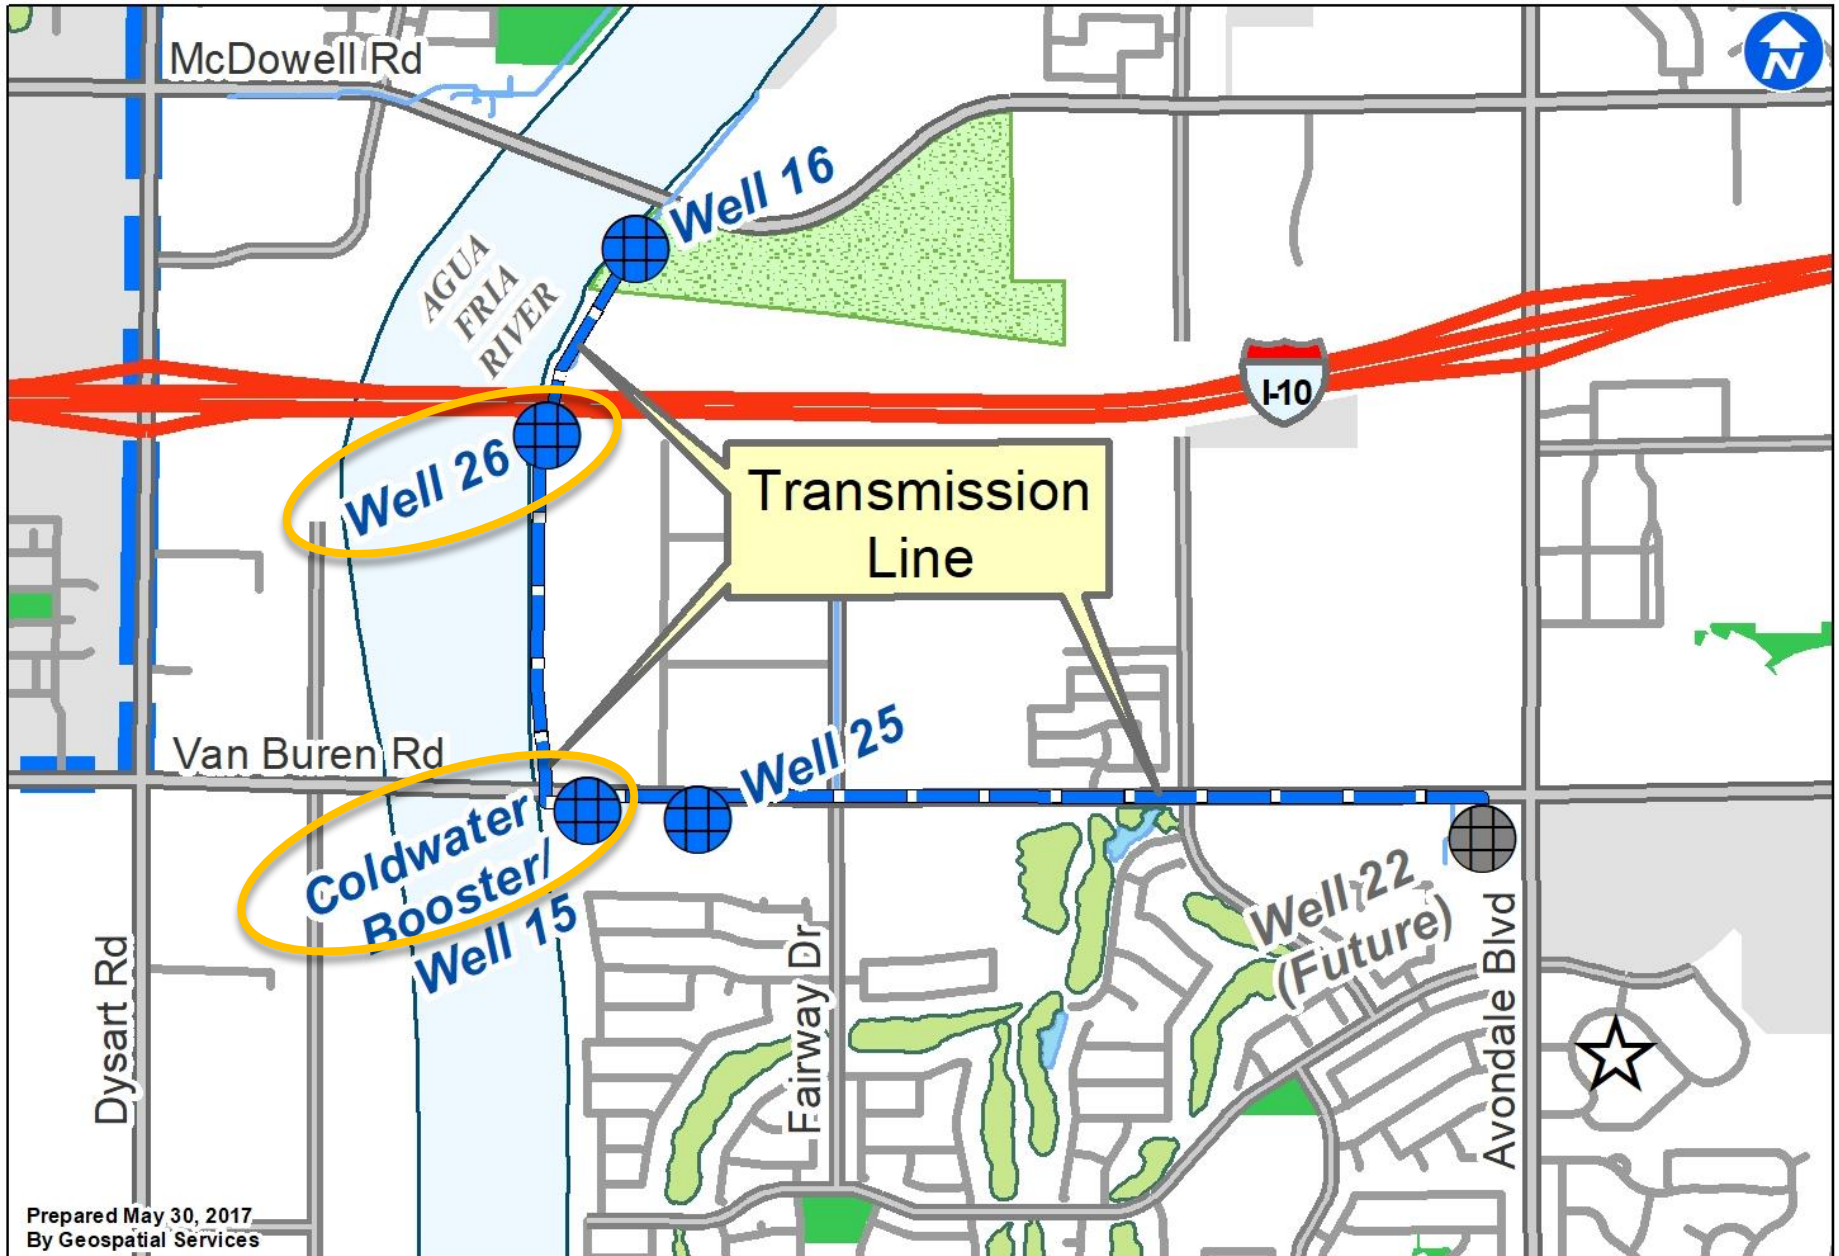 McDowell Rd
N
Well 16
AGUA
FRIA
RIVER
I-10
Well 26
Transmission
Line
Van Buren Rd
Well 25
Coldwater
Booster/
Well 15
Well 22
(Future)
Dysart Rd
Fairway Dr
Avondale Blvd
Prepared May 30, 2017
By Geospatial Services